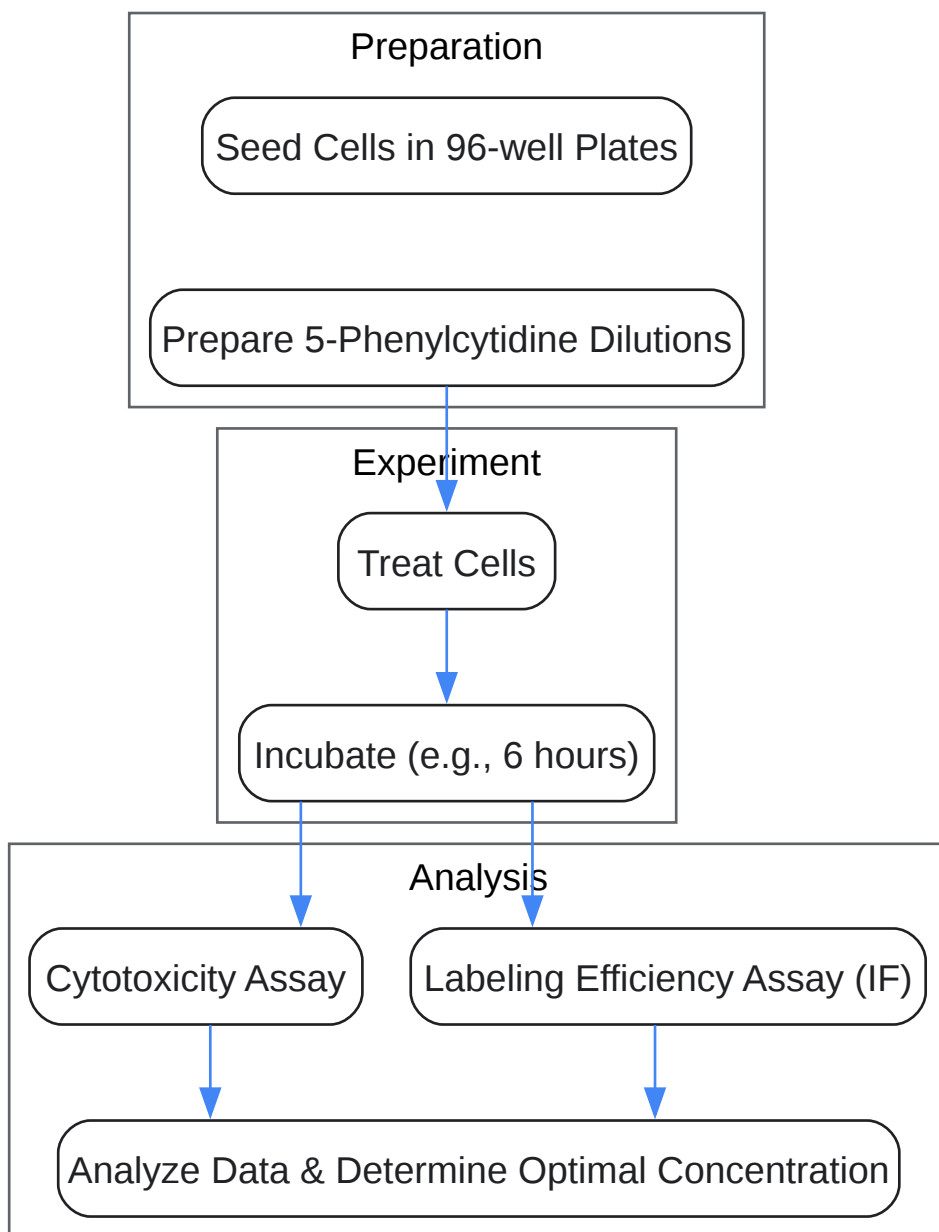 Preparation
Seed Cells in 96-well Plates
Prepare 5-Phenylcytidine Dilutions
Experiment
Treat Cells
Incubate (e.g., 6 hours)
Analysis
Cytotoxicity Assay
Labeling Efficiency Assay (IF)
Analyze Data & Determine Optimal Concentration